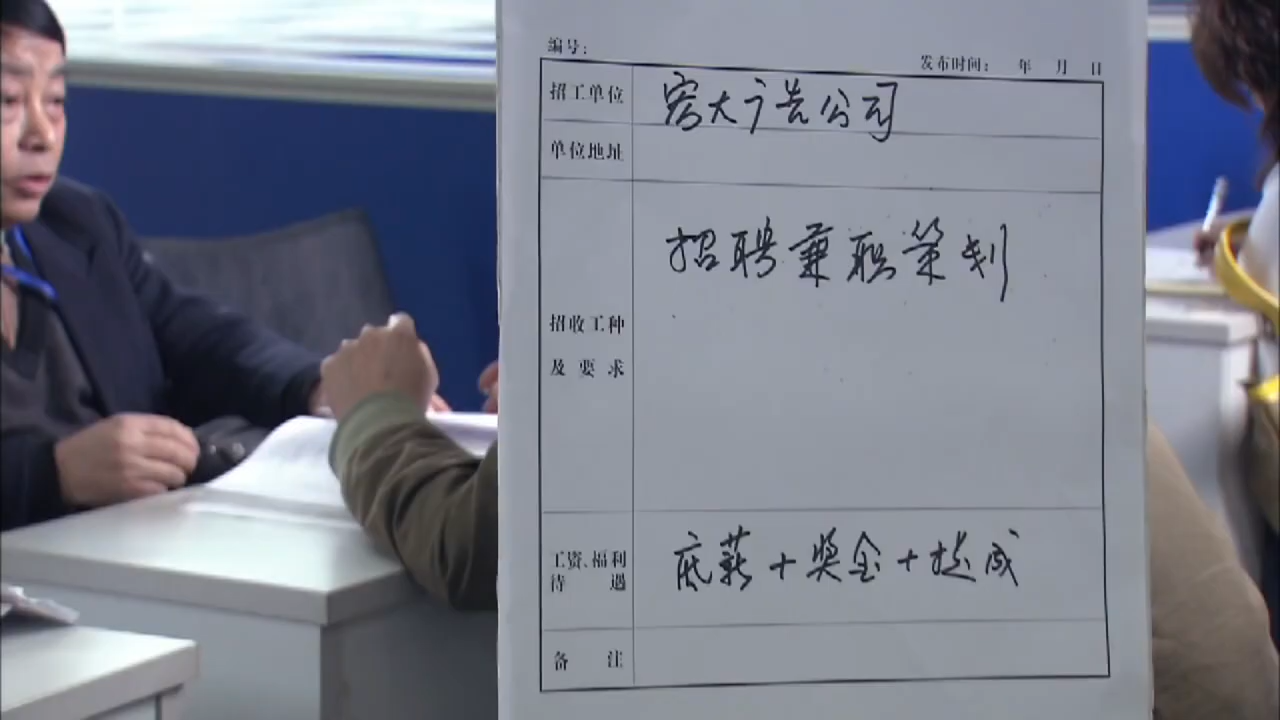 编号：
发布时间： 年 月 日
招工单位 宏大广告公司
单位地址
招聘兼职策划
招收工种
及要求
工资、福利
待遇
底薪+奖金+提成
备注